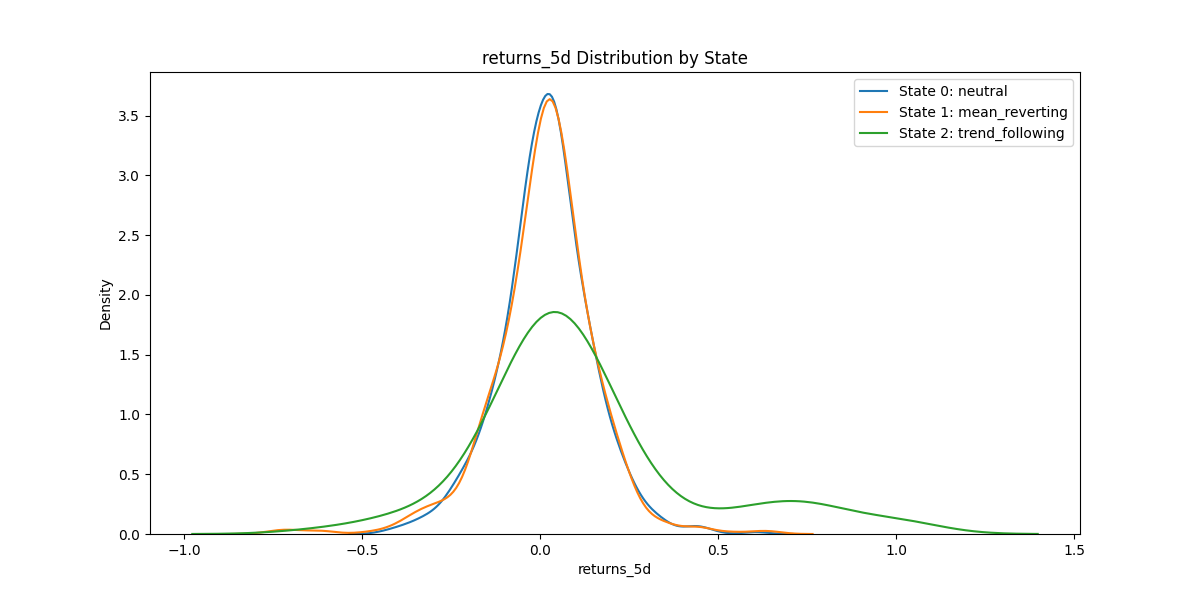 returns_5d Distribution by State
State 0: neutral
State 1: mean_reverting
State 2: trend_following
Density
3.5
3.0
2.5
2.0
1.5
1.0
0.5
0.0
−1.0 −0.5 0.0 0.5 1.0 1.5
returns_5d